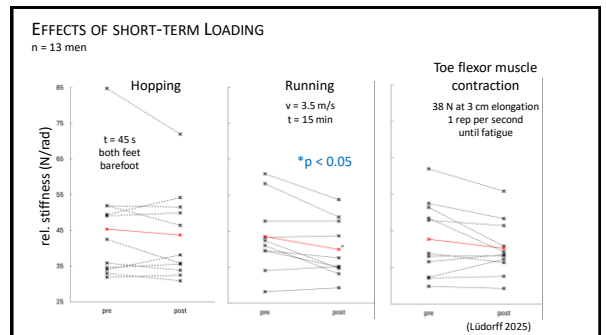 EFFECTS OF SHORT-TERM LOADING
n = 13 men
rel. stiffness (N/rad)
85
75
65
55
45
35
25
Hopping
t = 45 s
both feet
barefoot
pre
post
Running
v = 3.5 m/s
t = 15 min
*p < 0.05
*
pre
post
Toe flexor muscle
contraction
38 N at 3 cm elongation
1 rep per second
until fatigue
pre
post
(Lüdorff 2025)